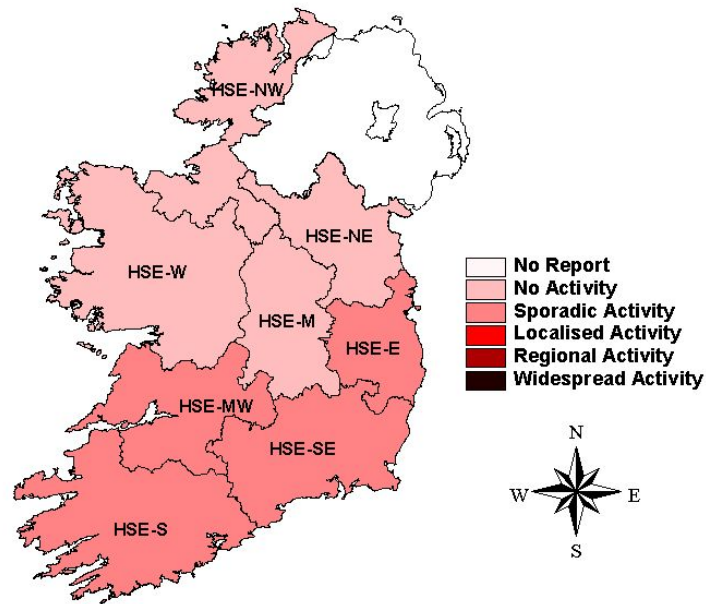 HSE-NW
HSE-NE
HSE-W
HSE-M
HSE-E
HSE-MW
HSE-SE
HSE-S
No Report
No Activity
Sporadic Activity
Localised Activity
Regional Activity
Widespread Activity
N
W E
S